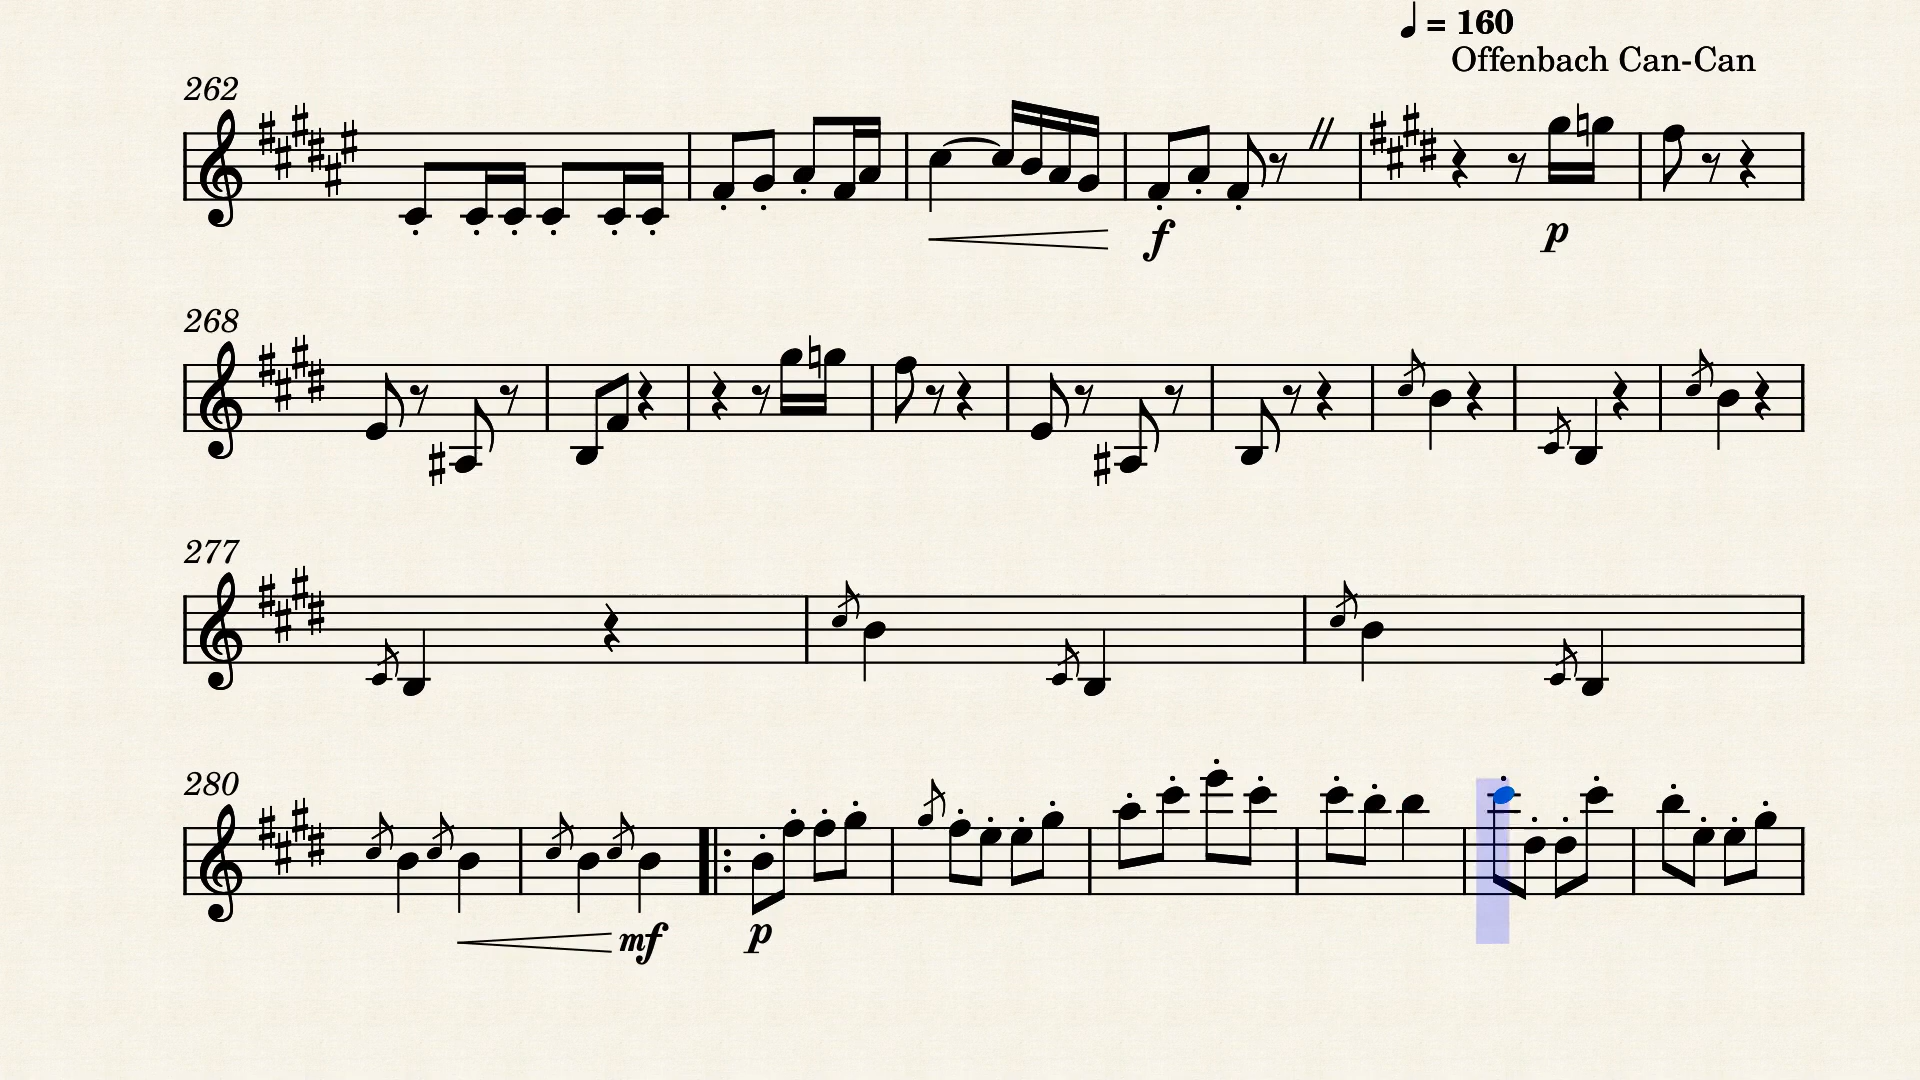 ♩ = 160
Offenbach Can-Can
262
f
p
268
277
280
mf
p